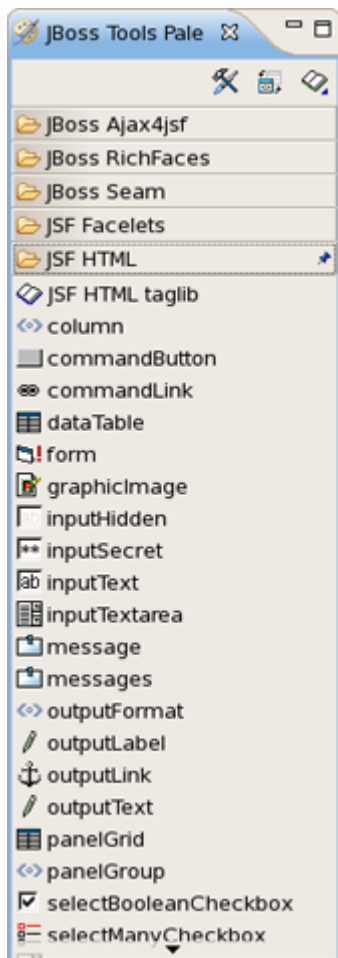 JBoss Tools Pale
JBoss Ajax4jsf
JBoss RichFaces
JBoss Seam
JSF Facelets
JSF HTML
JSF HTML taglib
column
commandButton
commandLink
dataTable
form
graphicImage
inputHidden
inputSecret
inputText
inputTextarea
message
messages
outputFormat
outputLabel
outputLink
outputText
panelGrid
panelGroup
selectBooleanCheckbox
selectManyCheckbox